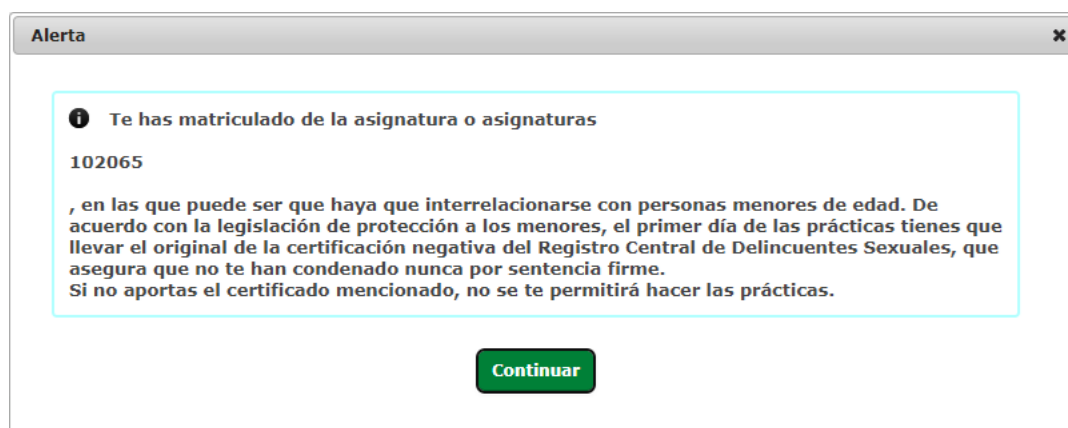 Alerta
Te has matriculado de la asignatura o asignaturas
102065
, en las que puede ser que haya que interrelacionarse con personas menores de edad. De
acuerdo con la legislación de protección a los menores, el primer día de las prácticas tienes que
llevar el original de la certificación negativa del Registro Central de Delincuentes Sexuales, que
asegura que no te han condenado nunca por sentencia firme.
Si no aportas el certificado mencionado, no se te permitirá hacer las prácticas.
Continuar